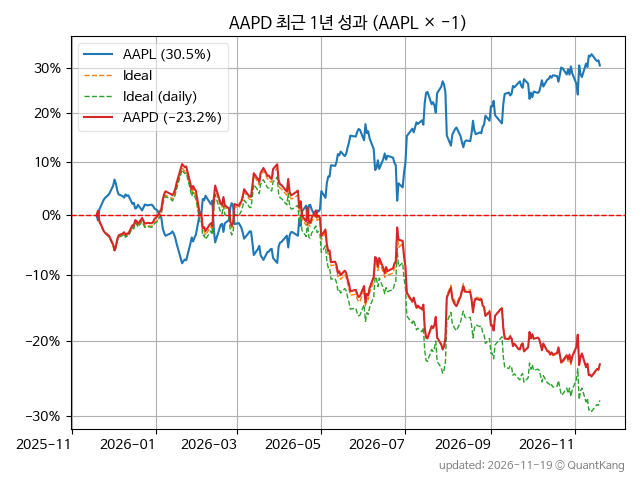 AAPD 최근 1년 성과 (AAPL × −1)
AAPL (30.5%)
Ideal
Ideal (daily)
AAPD (−23.2%)
30%
20%
10%
0%
−10%
−20%
−30%
2025-11
2026-01
2026-03
2026-05
2026-07
2026-09
2026-11
updated: 2026-11-19 © QuantKang